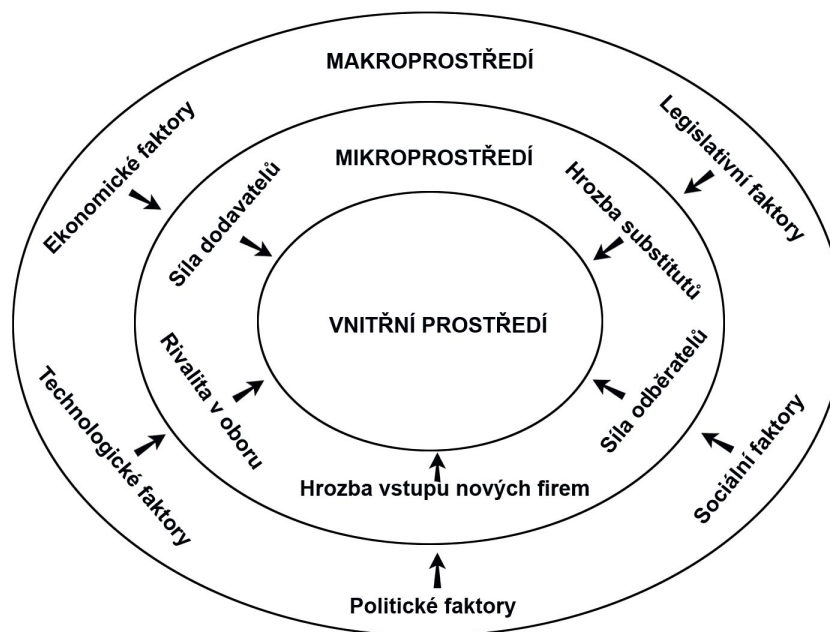 MAKROPROSTŘEDÍ
Ekonomické faktory
Legislativní faktory
MIKROPROSTŘEDÍ
Síla dodavatelů
Hrozba substitutů
VNITŘNÍ PROSTŘEDÍ
Rivalita v oboru
Síla odběratelů
Technologické faktory
Sociální faktory
Hrozba vstupu nových firem
Politické faktory